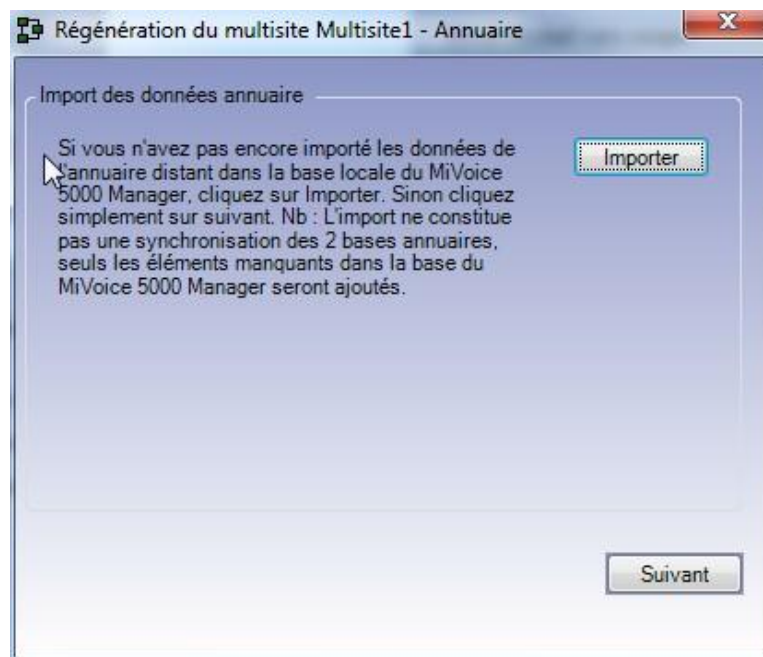 Régénération du multisite Multisite1 - Annuaire
Import des données annuaire
Si vous n'avez pas encore importé les données de
l'annuaire distant dans la base locale du MiVoice
5000 Manager, cliquez sur Importer. Sinon cliquez
simplement sur suivant. Nb : L'import ne constitue
pas une synchronisation des 2 bases annuaires,
seuls les éléments manquants dans la base du
MiVoice 5000 Manager seront ajoutés.
Importer
Suivant